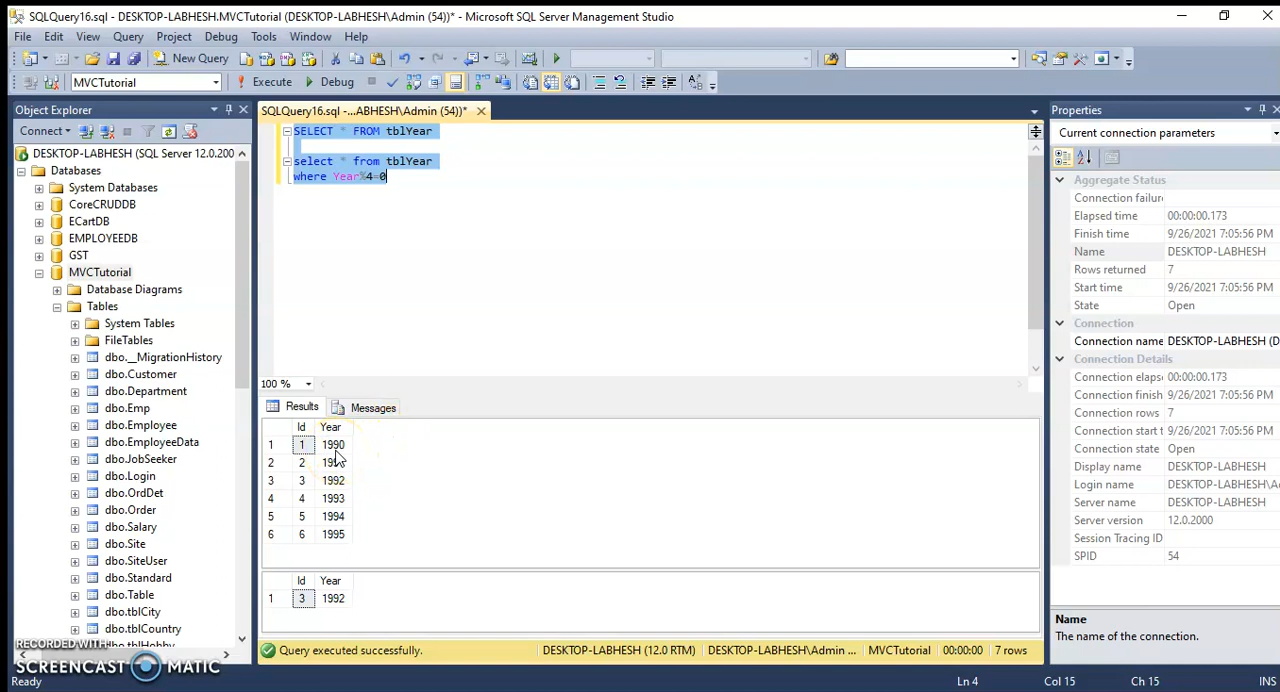 SQLQuery16.sql - DESKTOP-LABHESH.MVCTutorial (DESKTOP-LABHESH\Admin (54))* - Microsoft SQL Server Management Studio
File Edit View Query Project Debug Tools Window Help
New Query
MVCTutorial Execute Debug
Object Explorer
Connect
DESKTOP-LABHESH (SQL Server 12.0.200
Databases
System Databases
CoreCRUDDB
ECartDB
EMPLOYEEDB
GST
MVCTutorial
Database Diagrams
Tables
System Tables
FileTables
dbo.__MigrationHistory
dbo.Customer
dbo.Department
dbo.Emp
dbo.Employee
dbo.EmployeeData
dbo.JobSeeker
dbo.Login
dbo.OrdDet
dbo.Order
dbo.Salary
dbo.Site
dbo.SiteUser
dbo.Standard
dbo.Table
dbo.tblCity
dbo.tblCountry
dbo.tblHobby
SQLQuery16.sql -...ABHESH\Admin (54))*
SELECT * FROM tblYear
select * from tblYear
where Year%4=0
100 %
Results Messages
Id Year
1 1 1990
2 2
3 3 1992
4 4 1993
5 5 1994
6 6 1995
Id Year
1 3 1992
Query executed successfully. DESKTOP-LABHESH (12.0 RTM) DESKTOP-LABHESH\Admin ... MVCTutorial 00:00:00 7 rows
Properties
Current connection parameters
Aggregate Status
Connection failur
Elapsed time 00:00:00.173
Finish time 9/26/2021 7:05:56 PM
Name DESKTOP-LABHESH
Rows returned 7
Start time 9/26/2021 7:05:56 PM
State Open
Connection
Connection name DESKTOP-LABHESH (D
Connection Details
Connection elaps 00:00:00.173
Connection finish 9/26/2021 7:05:56 PM
Connection rows 7
Connection start t 9/26/2021 7:05:56 PM
Connection state Open
Display name DESKTOP-LABHESH
Login name DESKTOP-LABHESH\A
Server name DESKTOP-LABHESH
Server version 12.0.2000
Session Tracing ID
SPID 54
Name
The name of the connection.
RECORDED WITH
SCREENCAST MATIC
Ready Ln 4 Col 15 Ch 15 INS